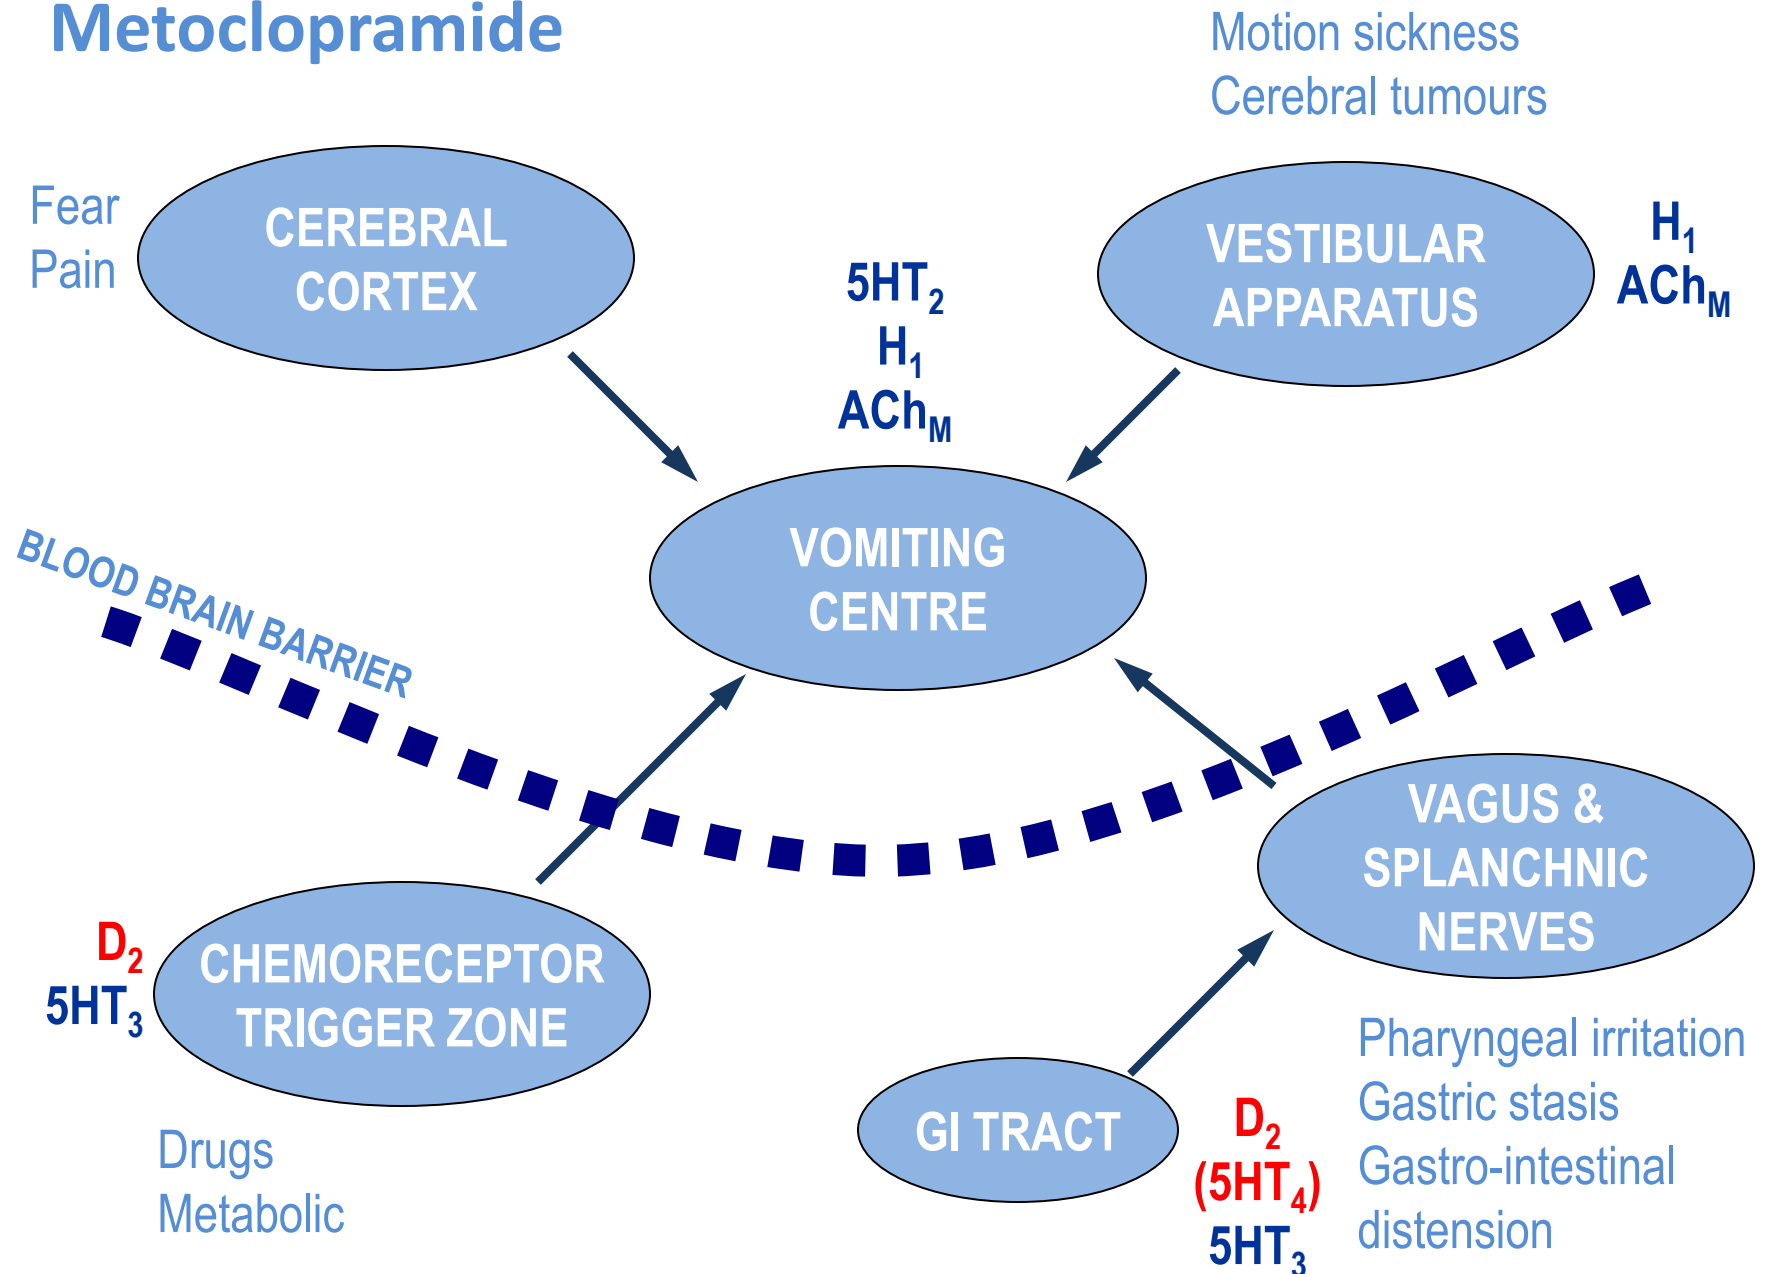 Metoclopramide
Motion sickness
Cerebral tumours
Fear
Pain
CEREBRAL
CORTEX
5HT2
H1
AChM
VESTIBULAR
APPARATUS
H1
AChM
VOMITING
CENTRE
BLOOD BRAIN BARRIER
D2
5HT3
CHEMORECEPTOR
TRIGGER ZONE
Drugs
Metabolic
VAGUS &
SPLANCHNIC
NERVES
GI TRACT
D2
(5HT4)
5HT3
Pharyngeal irritation
Gastric stasis
Gastro-intestinal
distension